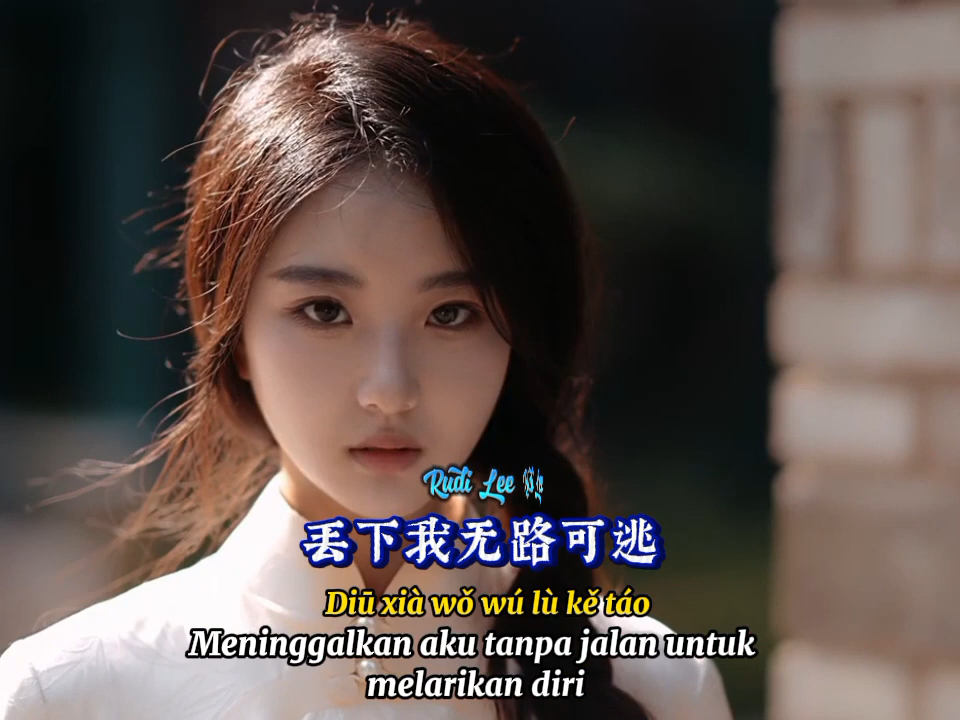 Rudi Lee
丢下我无路可逃
Diū xià wǒ wú lù kě táo
Meninggalkan aku tanpa jalan untuk
melarikan diri